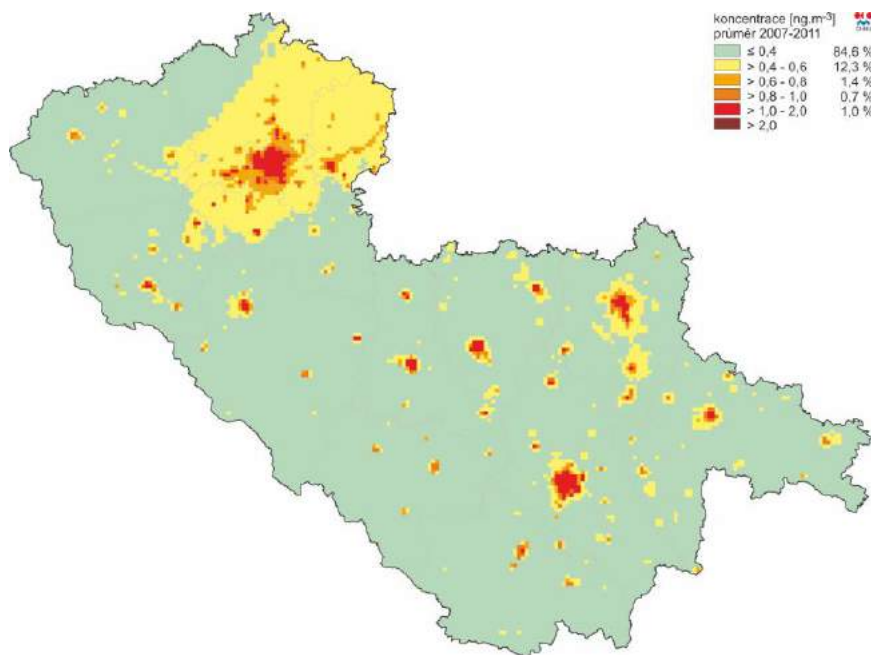 koncentrace [ng.m-3]
průměr 2007-2011
≤ 0,4 84,6 %
> 0,4 - 0,6 12,3 %
> 0,6 - 0,8 1,4 %
> 0,8 - 1,0 0,7 %
> 1,0 - 2,0 1,0 %
> 2,0